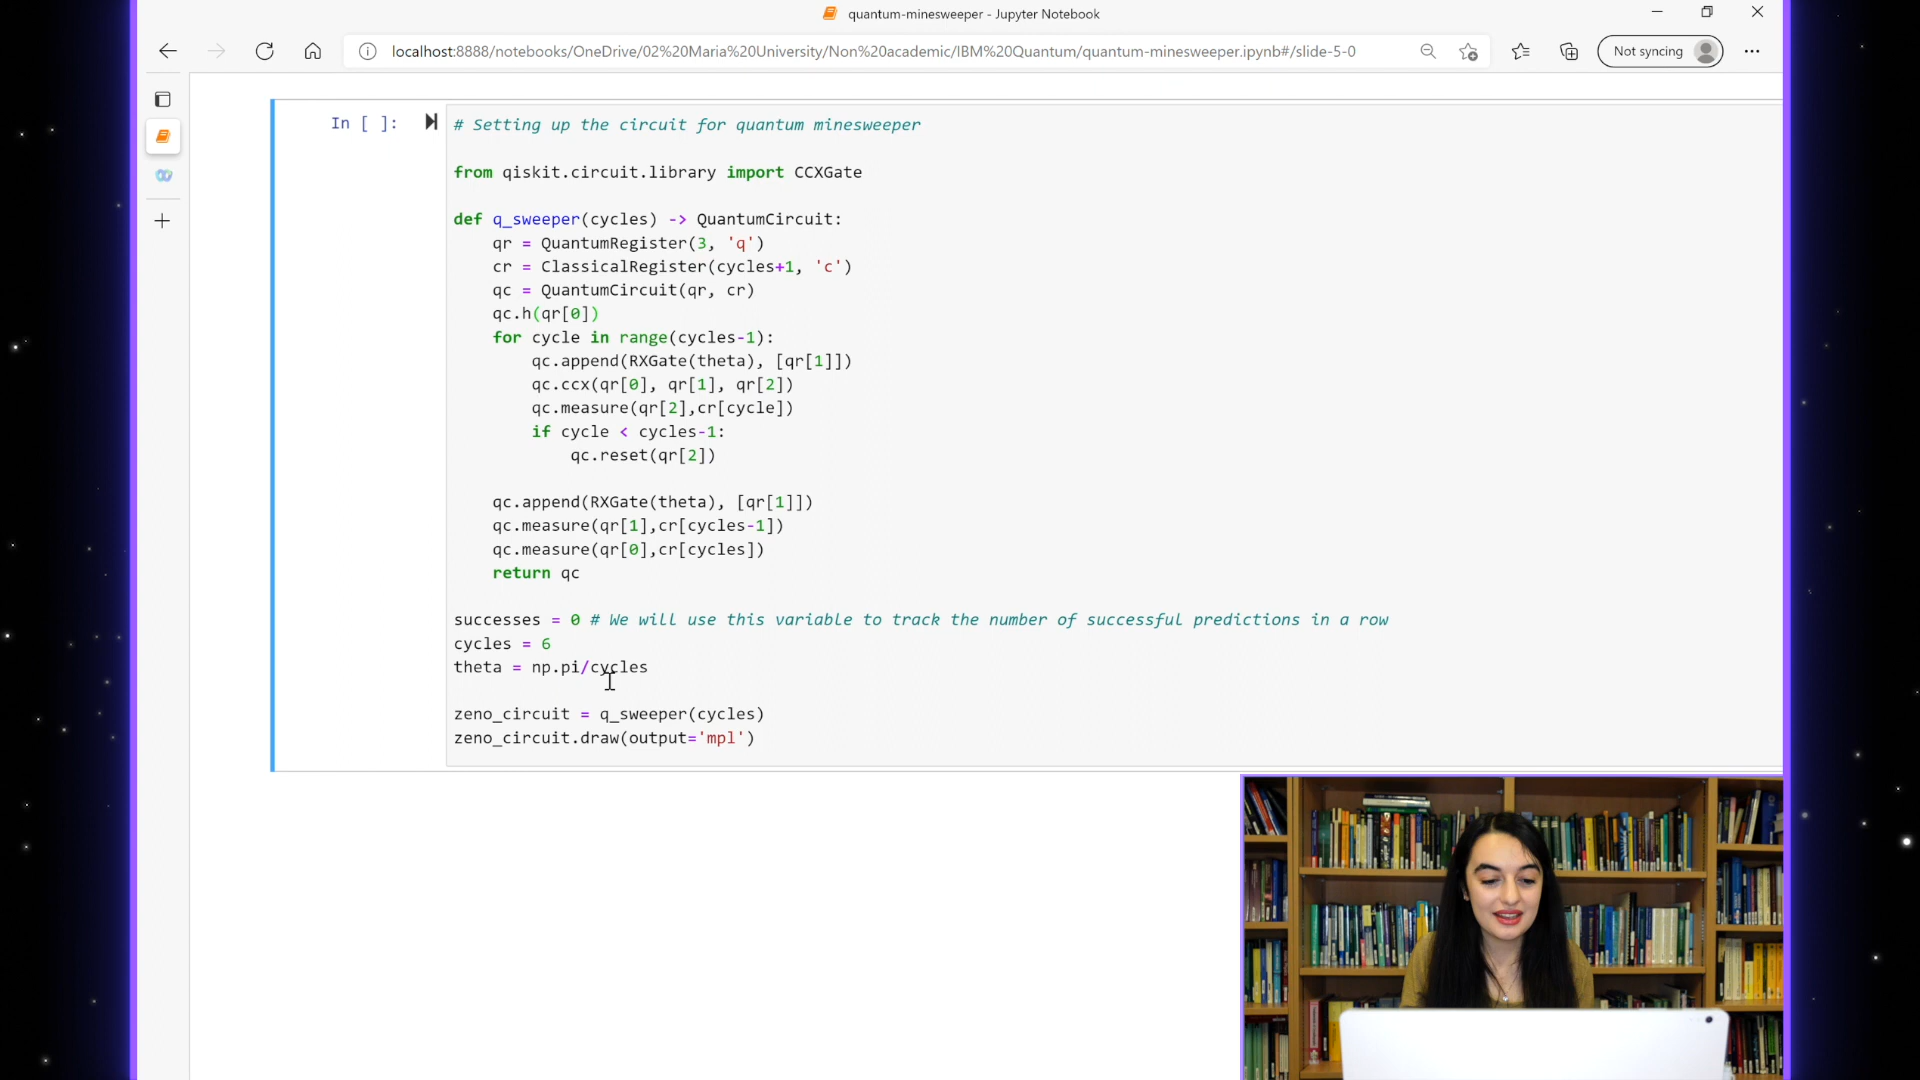 quantum-minesweeper - Jupyter Notebook
localhost:8888/notebooks/OneDrive/02%20Maria%20University/Non%20academic/IBM%20Quantum/quantum-minesweeper.ipynb#/slide-5-0
Not syncing
In [ ]:
# Setting up the circuit for quantum minesweeper
from qiskit.circuit.library import CCXGate
def q_sweeper(cycles) -> QuantumCircuit:
qr = QuantumRegister(3, 'q')
cr = ClassicalRegister(cycles+1, 'c')
qc = QuantumCircuit(qr, cr)
qc.h(qr[0])
for cycle in range(cycles-1):
qc.append(RXGate(theta), [qr[1]])
qc.ccx(qr[0], qr[1], qr[2])
qc.measure(qr[2],cr[cycle])
if cycle < cycles-1:
qc.reset(qr[2])
qc.append(RXGate(theta), [qr[1]])
qc.measure(qr[1],cr[cycles-1])
qc.measure(qr[0],cr[cycles])
return qc
successes = 0 # We will use this variable to track the number of successful predictions in a row
cycles = 6
theta = np.pi/cycles
zeno_circuit = q_sweeper(cycles)
zeno_circuit.draw(output='mpl')